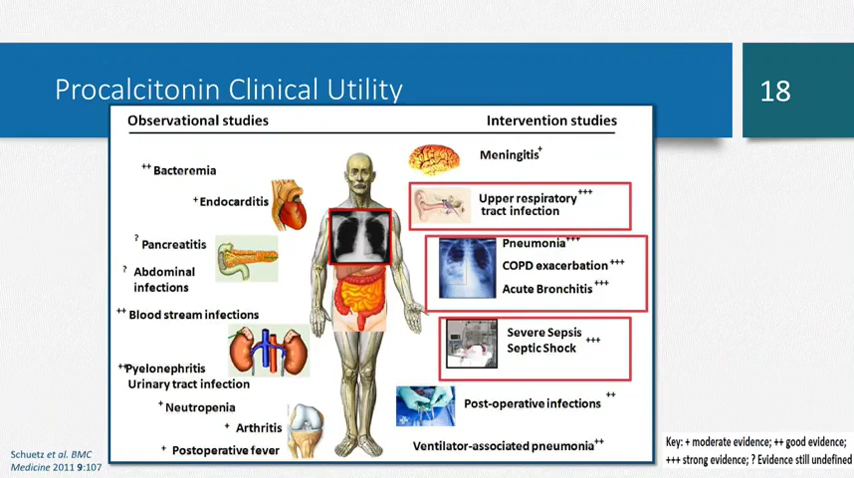 Procalcitonin Clinical Utility
18
Observational studies
Intervention studies
++ Bacteremia
+ Endocarditis
? Pancreatitis
? Abdominal
infections
++ Blood stream infections
++Pyelonephritis
Urinary tract infection
+ Neutropenia
+ Arthritis
+ Postoperative fever
Meningitis+
Upper respiratory+++
tract infection
Pneumonia+++
COPD exacerbation +++
Acute Bronchitis+++
Severe Sepsis
Septic Shock +++
Post-operative infections ++
Ventilator-associated pneumonia++
Schuetz et al. BMC
Medicine 2011 9:107
Key: + moderate evidence; ++ good evidence;
+++ strong evidence; ? Evidence still undefined